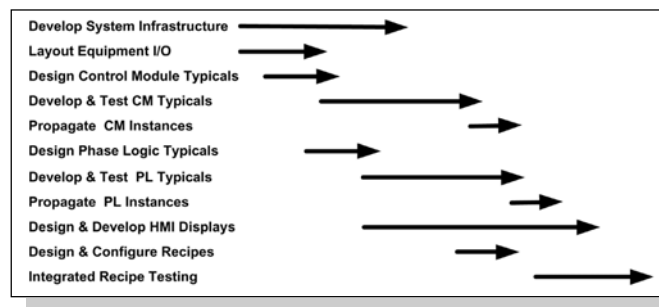 Develop System Infrastructure
Layout Equipment I/O
Design Control Module Typicals
Develop & Test CM Typicals
Propagate CM Instances
Design Phase Logic Typicals
Develop & Test PL Typicals
Propagate PL Instances
Design & Develop HMI Displays
Design & Configure Recipes
Integrated Recipe Testing